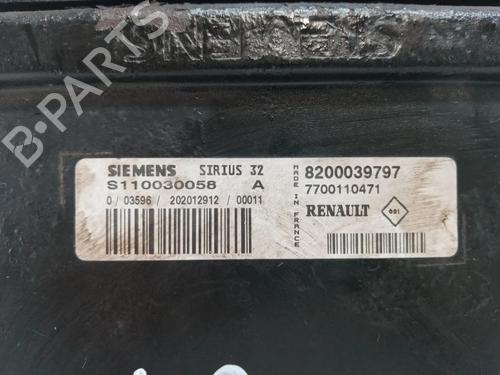 SIEMENS
B-PARTS
SIEMENS SIRIUS 32
S110030058 A
0 / 03596 / 202012912 / 00011
MADE IN FRANCE
8200039797
7700110471
RENAULT